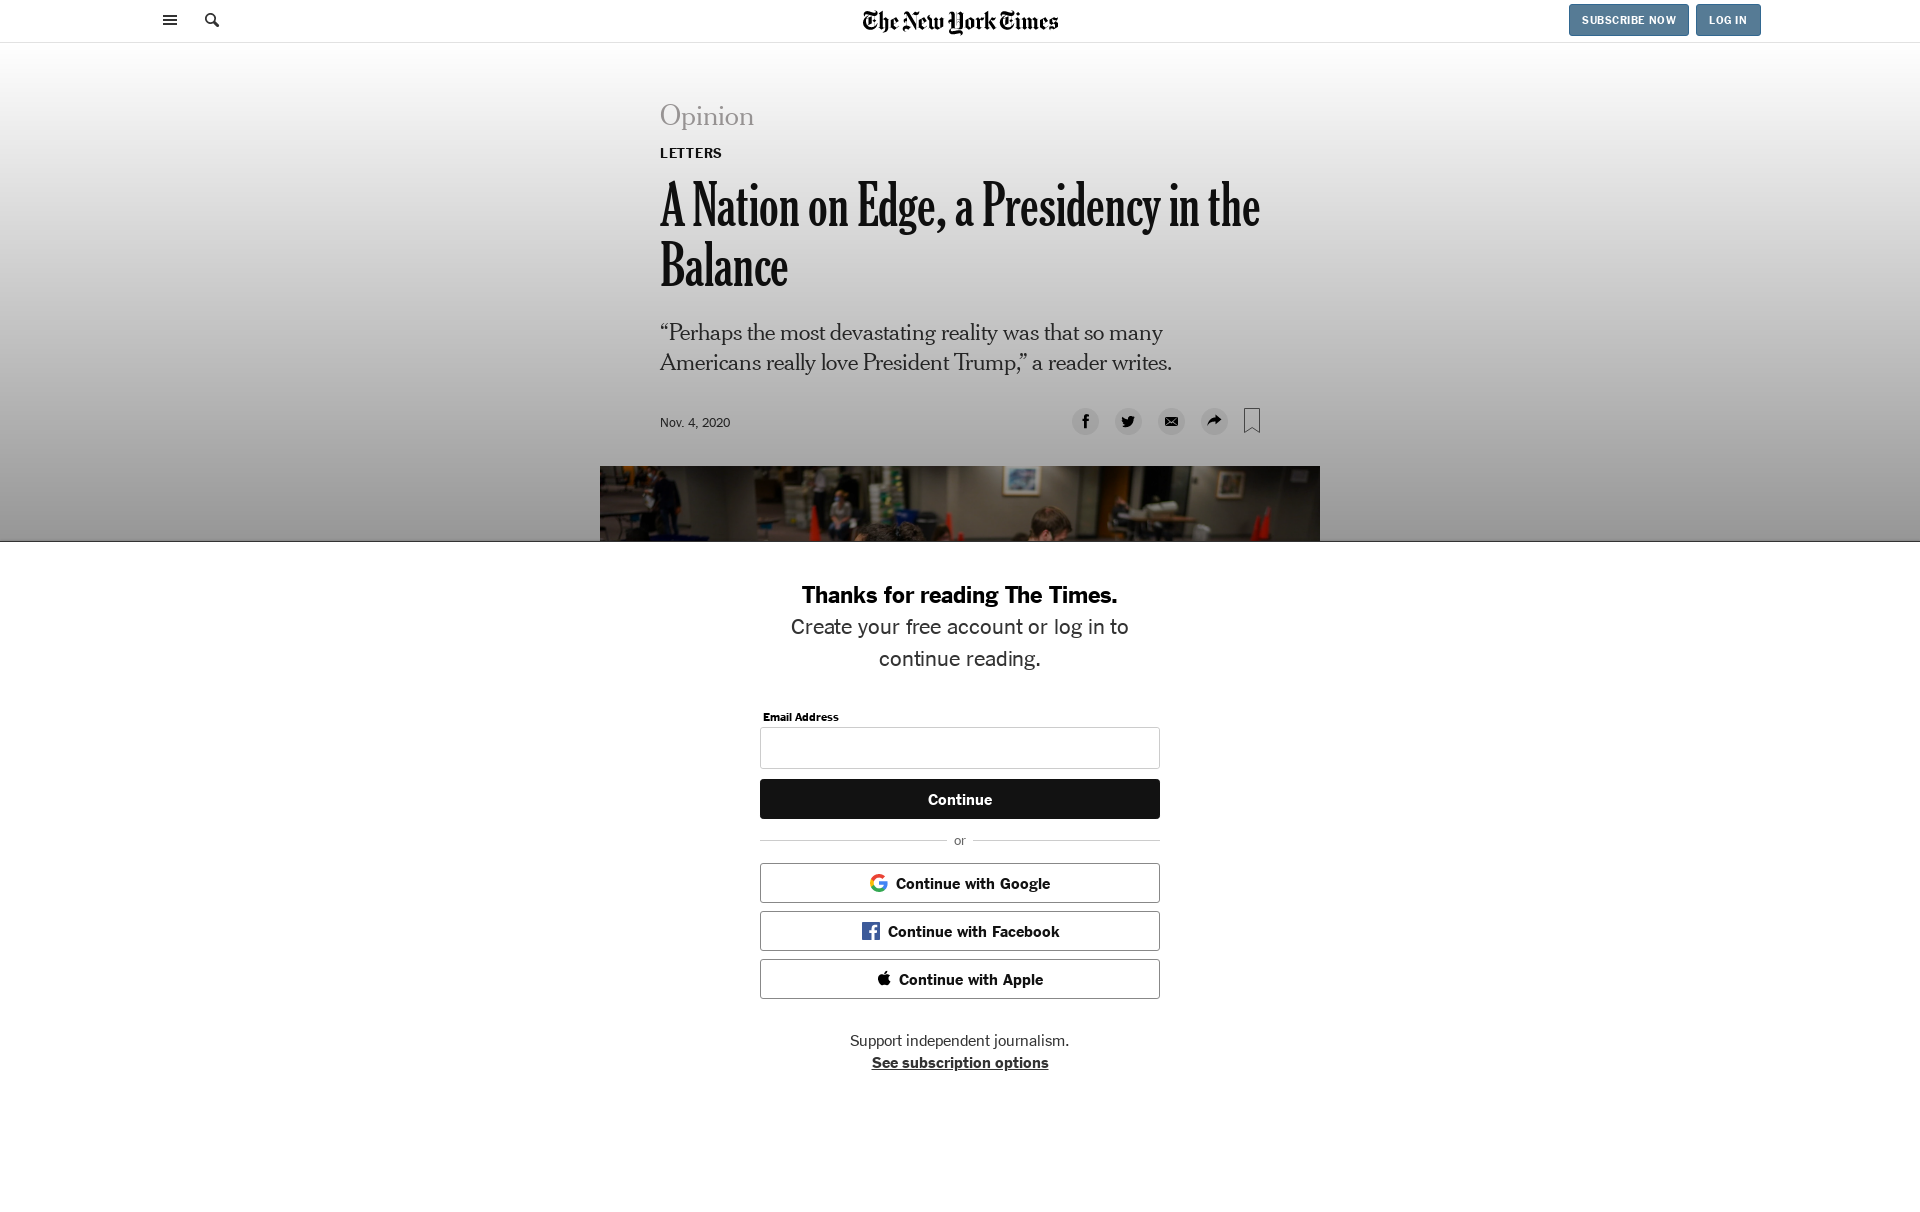 The New York Times
SUBSCRIBE NOW
LOG IN
Opinion
LETTERS
A Nation on Edge, a Presidency in the
Balance
“Perhaps the most devastating reality was that so many
Americans really love President Trump,” a reader writes.
Nov. 4, 2020
Thanks for reading The Times.
Create your free account or log in to
continue reading.
Email Address
Continue
or
Continue with Google
Continue with Facebook
Continue with Apple
Support independent journalism.
See subscription options